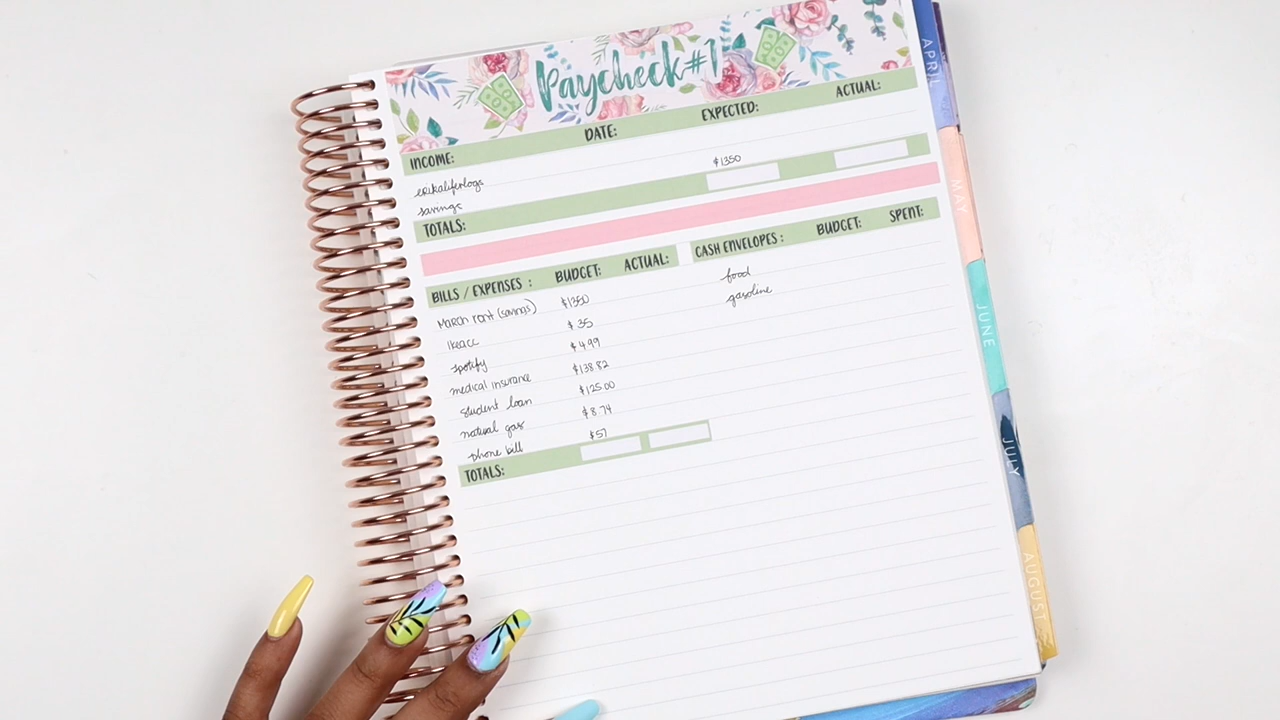 Paycheck #1
INCOME: DATE: EXPECTED: ACTUAL:
erikaliferlogs $1350
savings
TOTALS:
BILLS / EXPENSES : BUDGET: ACTUAL:
March rent (savings) $1350
Ikeacc $35
spotify $4.99
medical insurance $138.82
student loan $125.00
natural gas $8.74
phone bill $57
TOTALS:
CASH ENVELOPES : BUDGET: SPENT:
food
gasoline
APRIL
MAY
JUNE
JULY
AUGUST